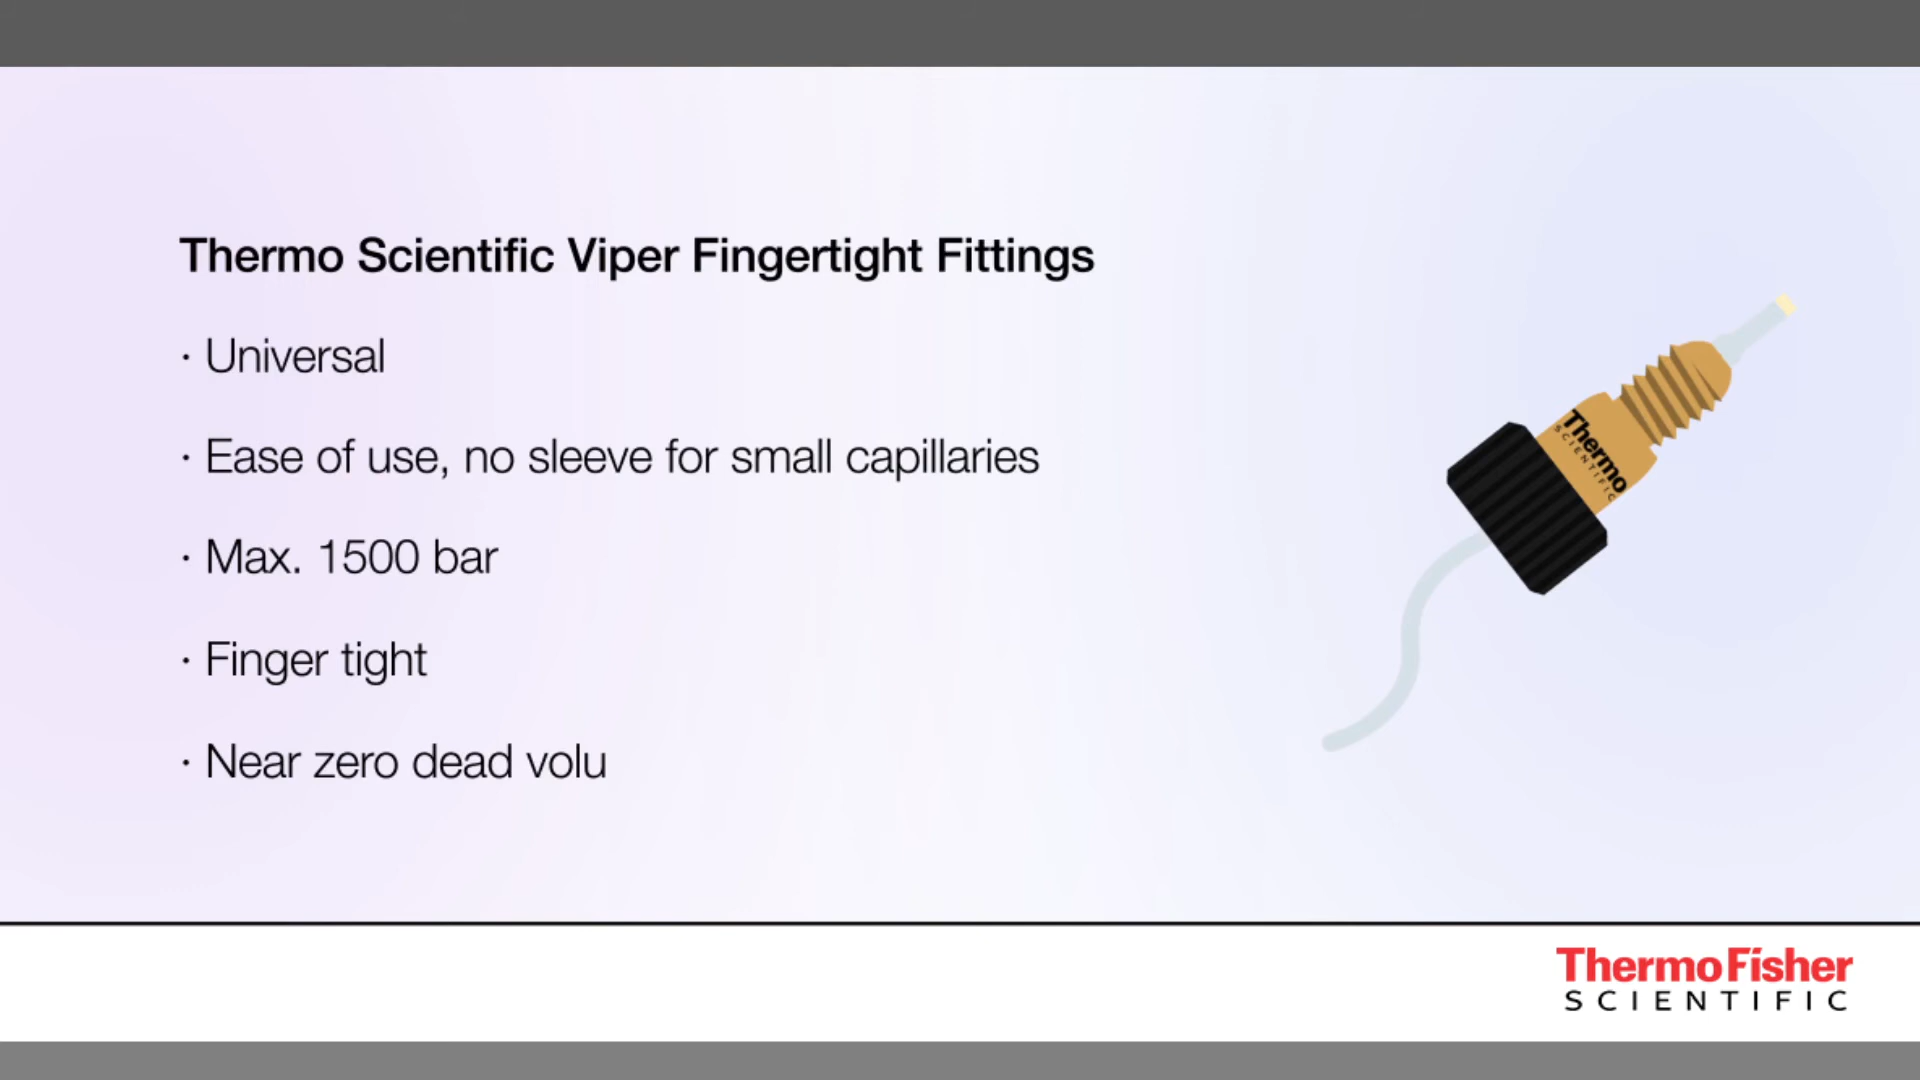 Thermo Scientific Viper Fingertight Fittings
· Universal
· Ease of use, no sleeve for small capillaries
· Max. 1500 bar
· Finger tight
· Near zero dead volu
Thermo
SCIENTIFIC
ThermoFisher
SCIENTIFIC